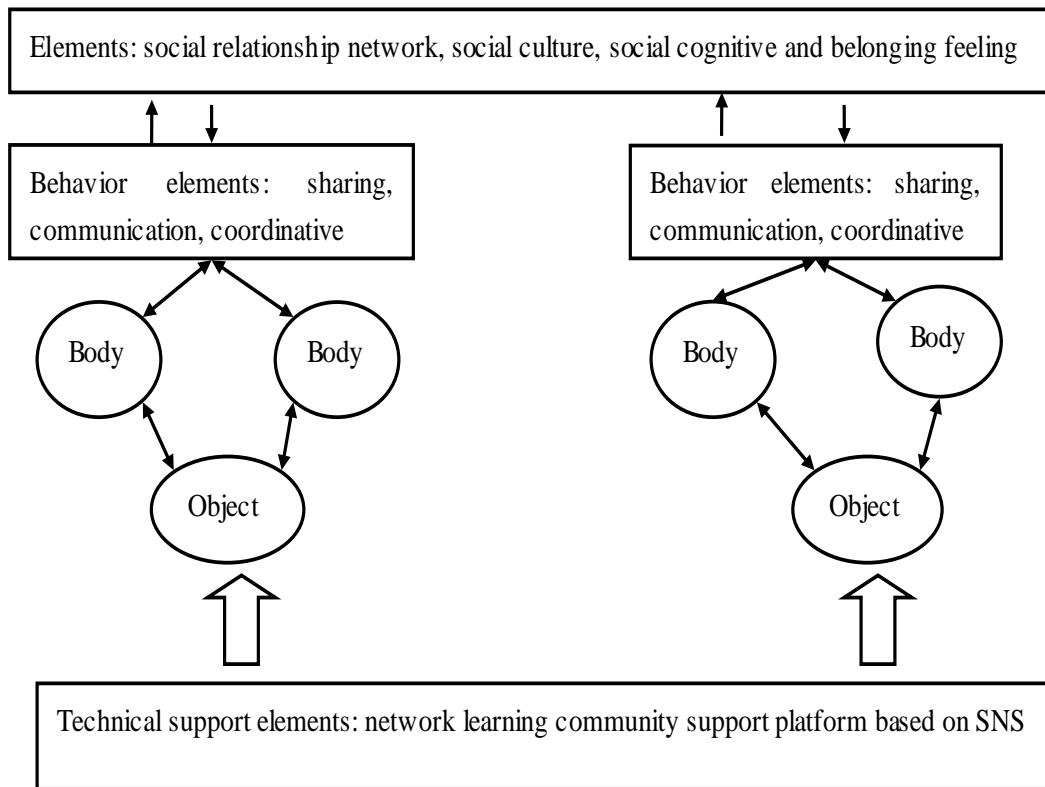 Elements: social relationship network, social culture, social cognitive and belonging feeling
Behavior elements: sharing,
communication, coordinative
Behavior elements: sharing,
communication, coordinative
Body
Body
Body
Body
Object
Object
Technical support elements: network learning community support platform based on SNS